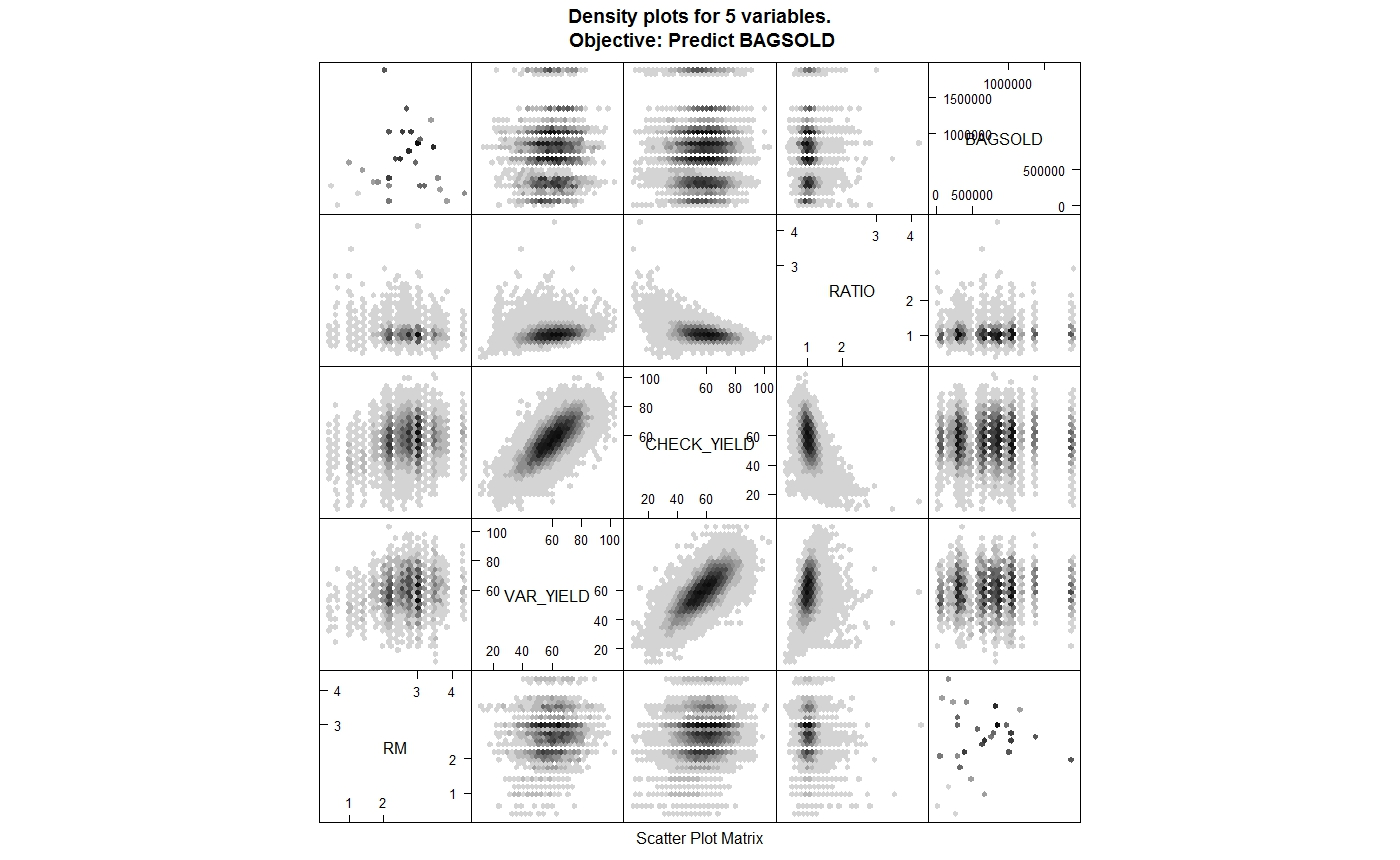 Density plots for 5 variables.
Objective: Predict BAGSOLD
1000000
1500000
1000000
BAGSOLD
500000
0 500000
0
4 3 4
3
RATIO
2
1
1 2
100 60 80 100
80
60 CHECK_YIELD 60
40
20 40 60 20
100 60 80 100
80
60 VAR_YIELD 60
40
20 40 60 20
4 3 4
3
RM
2
1
1 2
Scatter Plot Matrix